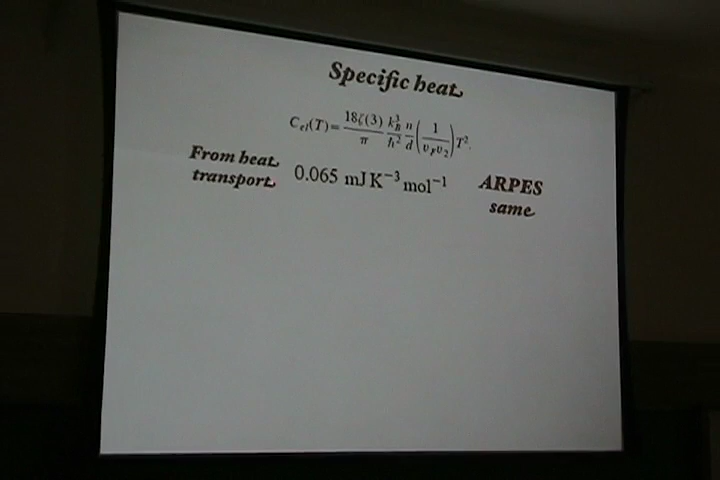 Specific heat
C_el(T) = 18ζ(3)/π k_B^3/ℏ^2 n/d (1/(v_F v_2)) T^2.
From heat
transport
0.065 mJ K^−3 mol^−1
ARPES
same